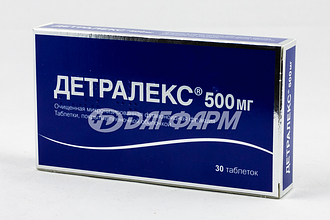 ДЕТРАЛЕКС® 500 мг
Очищенная
Таблетки,
ДАГФАРМ
30 таблеток
ДЕТРАЛЕКС® 500 мг